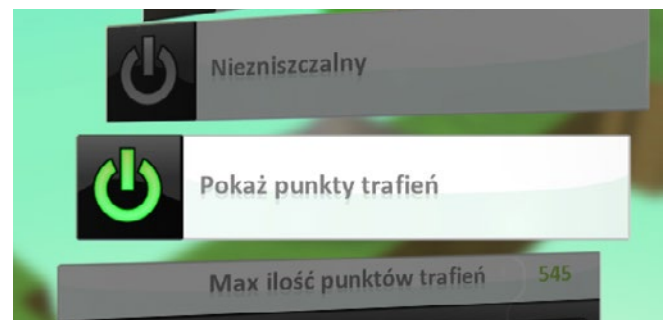 Niezniszczalny
Pokaż punkty trafień
Max ilość punktów trafień 545